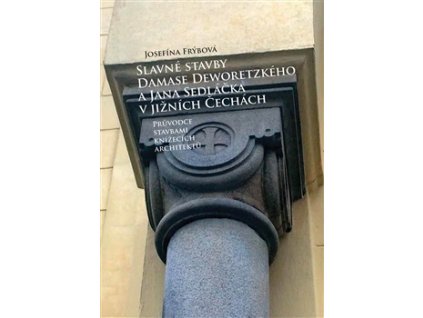 Josefína Frýbová
Slavné stavby
Damase Deworetzkého
a Jana Sedláčka
v jižních Čechách
Průvodce
stavbami
knížecích
architektů